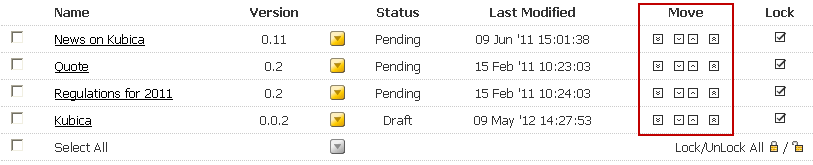 Name Version Status Last Modified Move Lock
News on Kubica 0.11 Pending 09 Jun '11 15:01:38
Quote 0.2 Pending 15 Feb '11 10:23:03
Regulations for 2011 0.2 Pending 15 Feb '11 10:24:03
Kubica 0.0.2 Draft 09 May '12 14:27:53
Select All Lock/UnLock All /